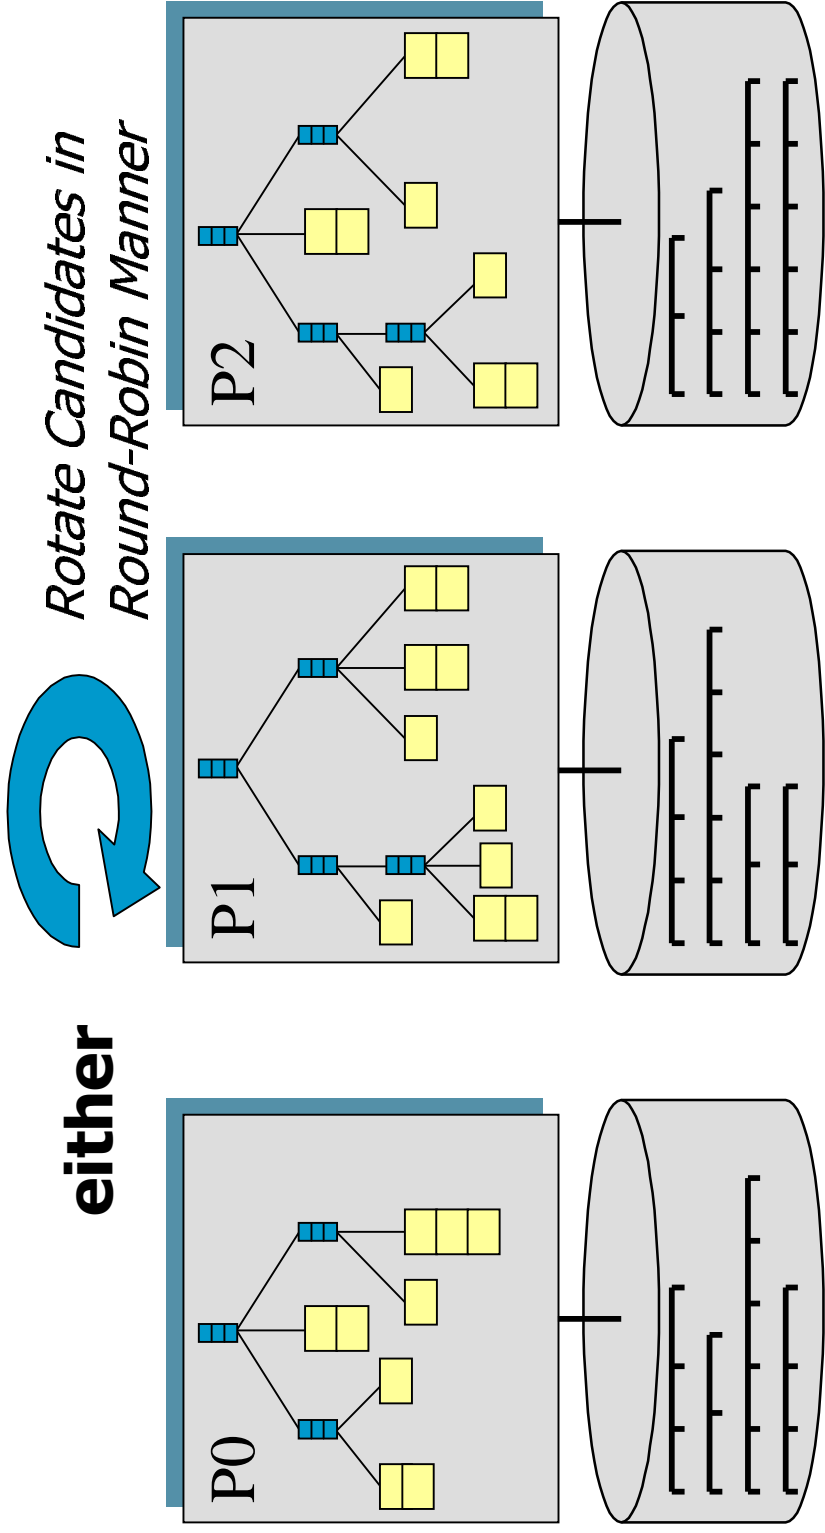 either
Rotate Candidates in
Round-Robin Manner
P0
P1
P2